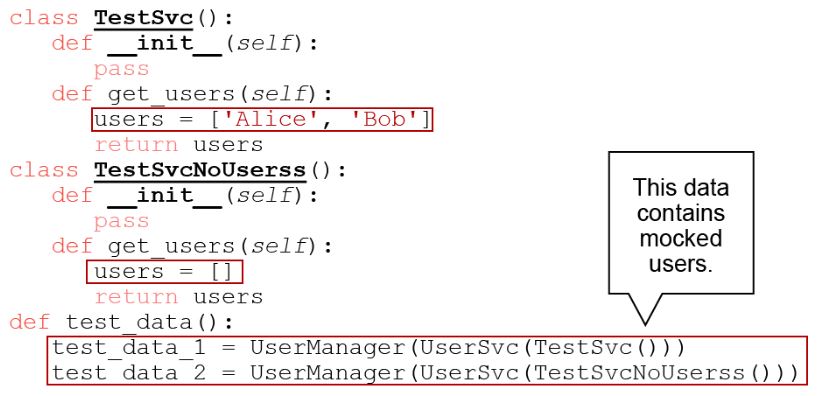 class TestSvc():
def __init__(self):
pass
def get_users(self):
users = ['Alice', 'Bob']
return users
class TestSvcNoUserss():
def __init__(self):
pass
def get_users(self):
users = []
return users
def test_data():
test_data_1 = UserManager(UserSvc(TestSvc()))
test_data_2 = UserManager(UserSvc(TestSvcNoUserss()))
This data
contains
mocked
users.